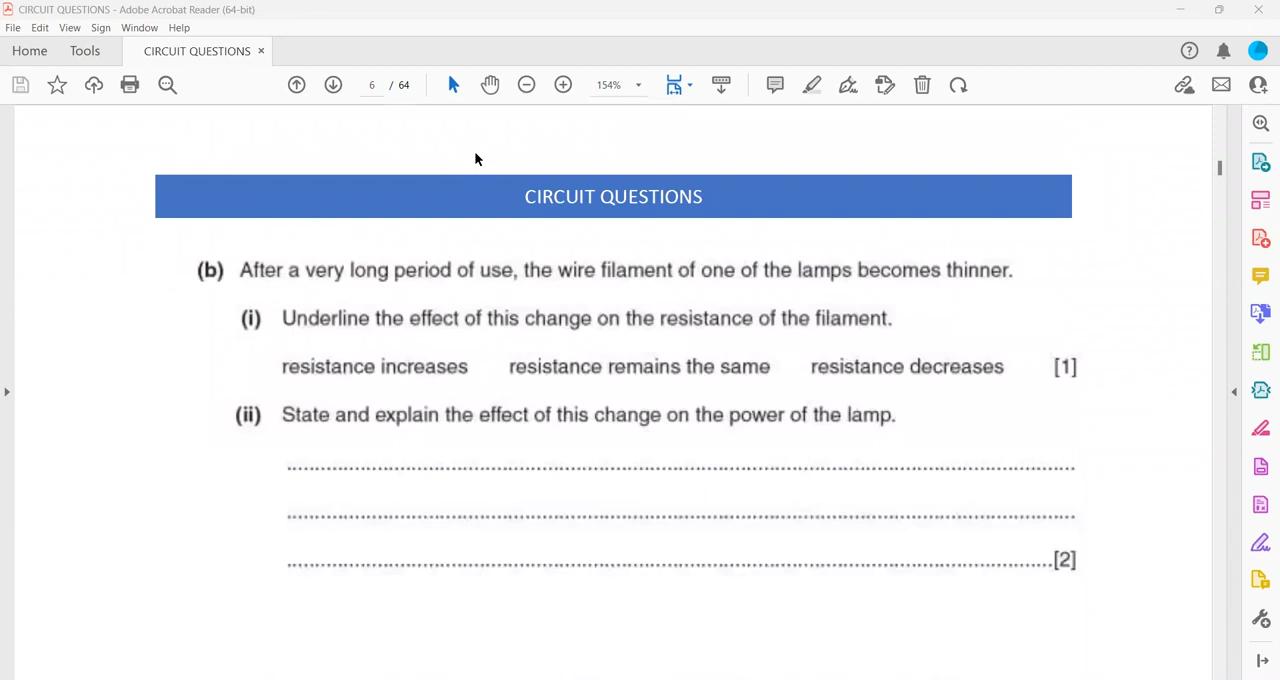 CIRCUIT QUESTIONS - Adobe Acrobat Reader (64-bit)
File Edit View Sign Window Help
Home Tools CIRCUIT QUESTIONS ×
6 / 64 154%
CIRCUIT QUESTIONS
(b) After a very long period of use, the wire filament of one of the lamps becomes thinner.
(i) Underline the effect of this change on the resistance of the filament.
resistance increases resistance remains the same resistance decreases [1]
(ii) State and explain the effect of this change on the power of the lamp.
[2]